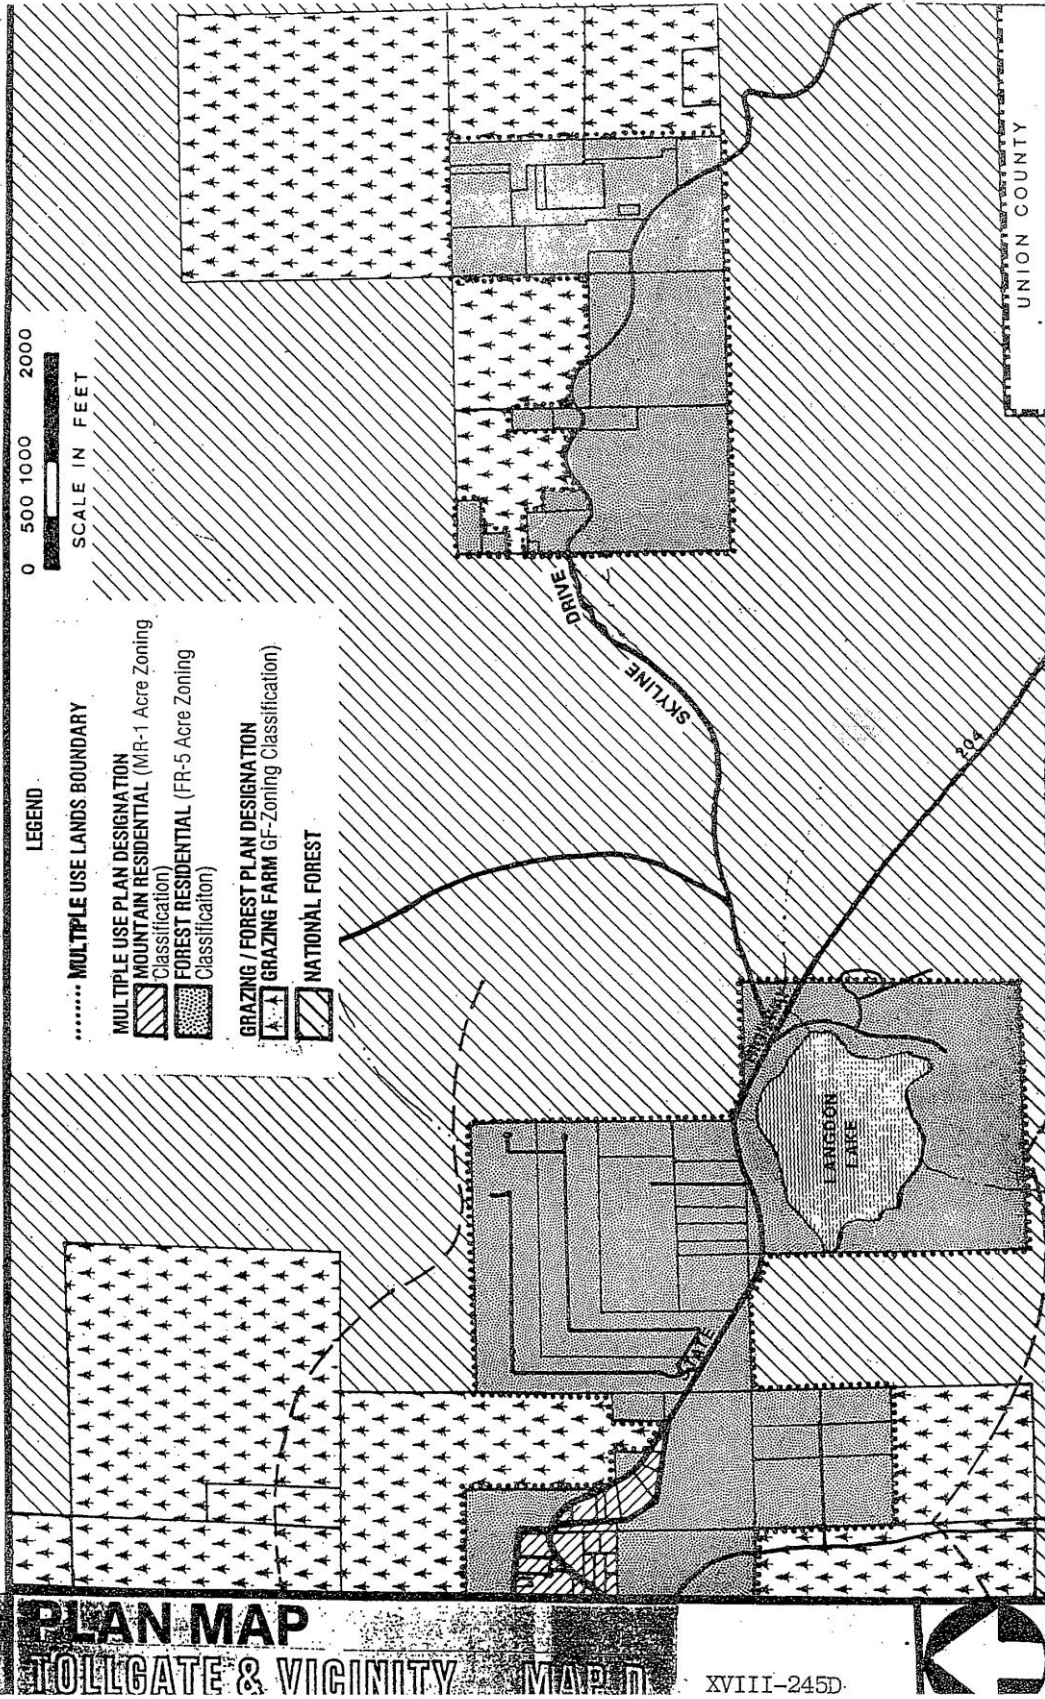 PLAN MAP
TOLLGATE & VICINITY MAP D
XVIII-245D
LEGEND
........ MULTIPLE USE LANDS BOUNDARY
MULTIPLE USE PLAN DESIGNATION
MOUNTAIN RESIDENTIAL (MR-1 Acre Zoning
Classification)
FOREST RESIDENTIAL (FR-5 Acre Zoning
Classificaiton)
GRAZING / FOREST PLAN DESIGNATION
GRAZING FARM GF-Zoning Classification)
NATIONAL FOREST
0 500 1000 2000
SCALE IN FEET
SKYLINE DRIVE
204
STATE
LANGDON
LAKE
UNION COUNTY